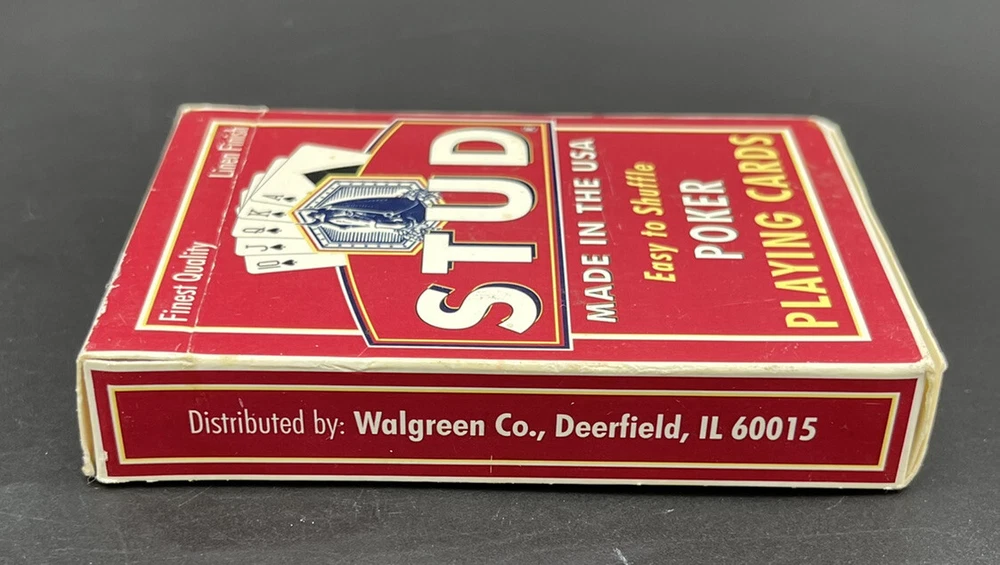 Finest Quality
Linen Finish
10 J Q K A
STUD®
MADE IN THE USA
Easy to Shuffle
POKER
PLAYING CARDS
Distributed by: Walgreen Co., Deerfield, IL 60015